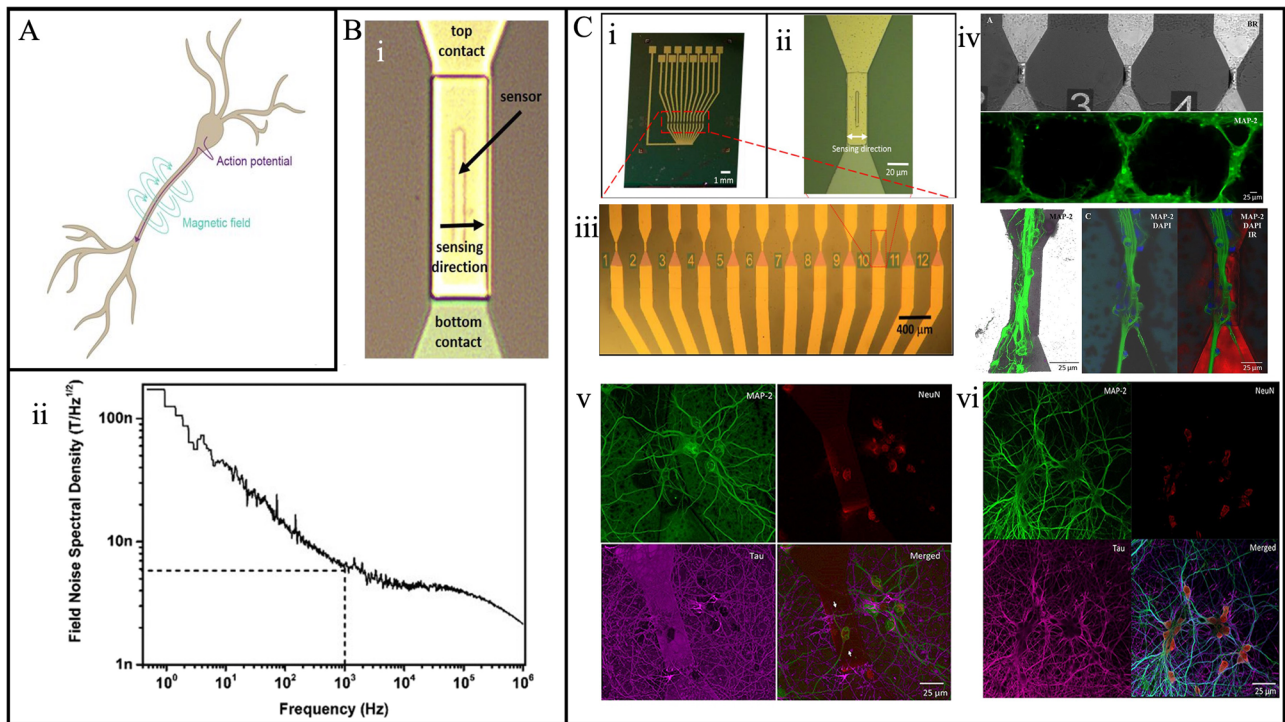 A
Action potential
Magnetic field
B
i
top
contact
sensor
sensing
direction
bottom
contact
ii
Field Noise Spectral Density (T/Hz^1/2)
100n
10n
1n
10^0
10^1
10^2
10^3
10^4
10^5
10^6
Frequency (Hz)
C
i
1 mm
ii
Sensing direction
20 μm
iii
1 2 3 4 5 6 7 8 9 10 11 12
400 μm
iv
A
BR
3 4
MAP-2
25 μm
MAP-2
25 μm
C
MAP-2
DAPI
MAP-2
DAPI
IR
25 μm
v
MAP-2
NeuN
Tau
Merged
25 μm
vi
MAP-2
NeuN
Tau
Merged
25 μm